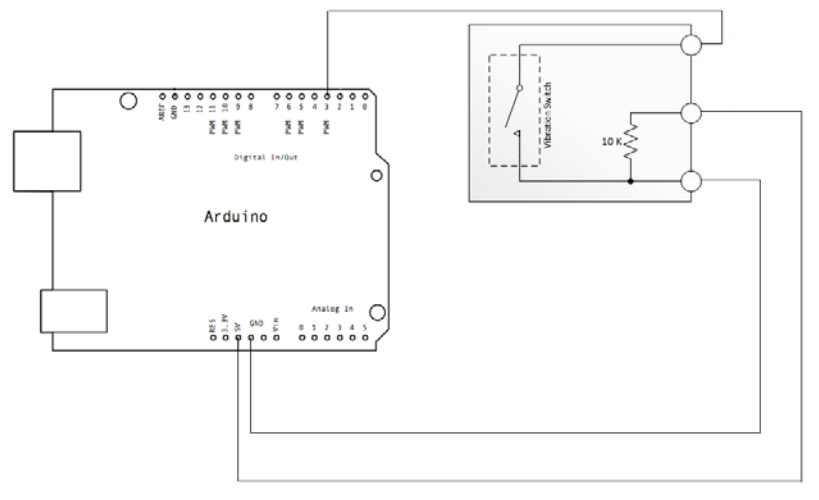 AREF GND 13 12 11 10 9 8 7 6 5 4 3 2 1 0
PWM PWM PWM PWM PWM PWM
Digital In/Out
Arduino
Analog In
RES 3.3V 5V GND Vin 0 1 2 3 4 5
Vibration Switch
10 K